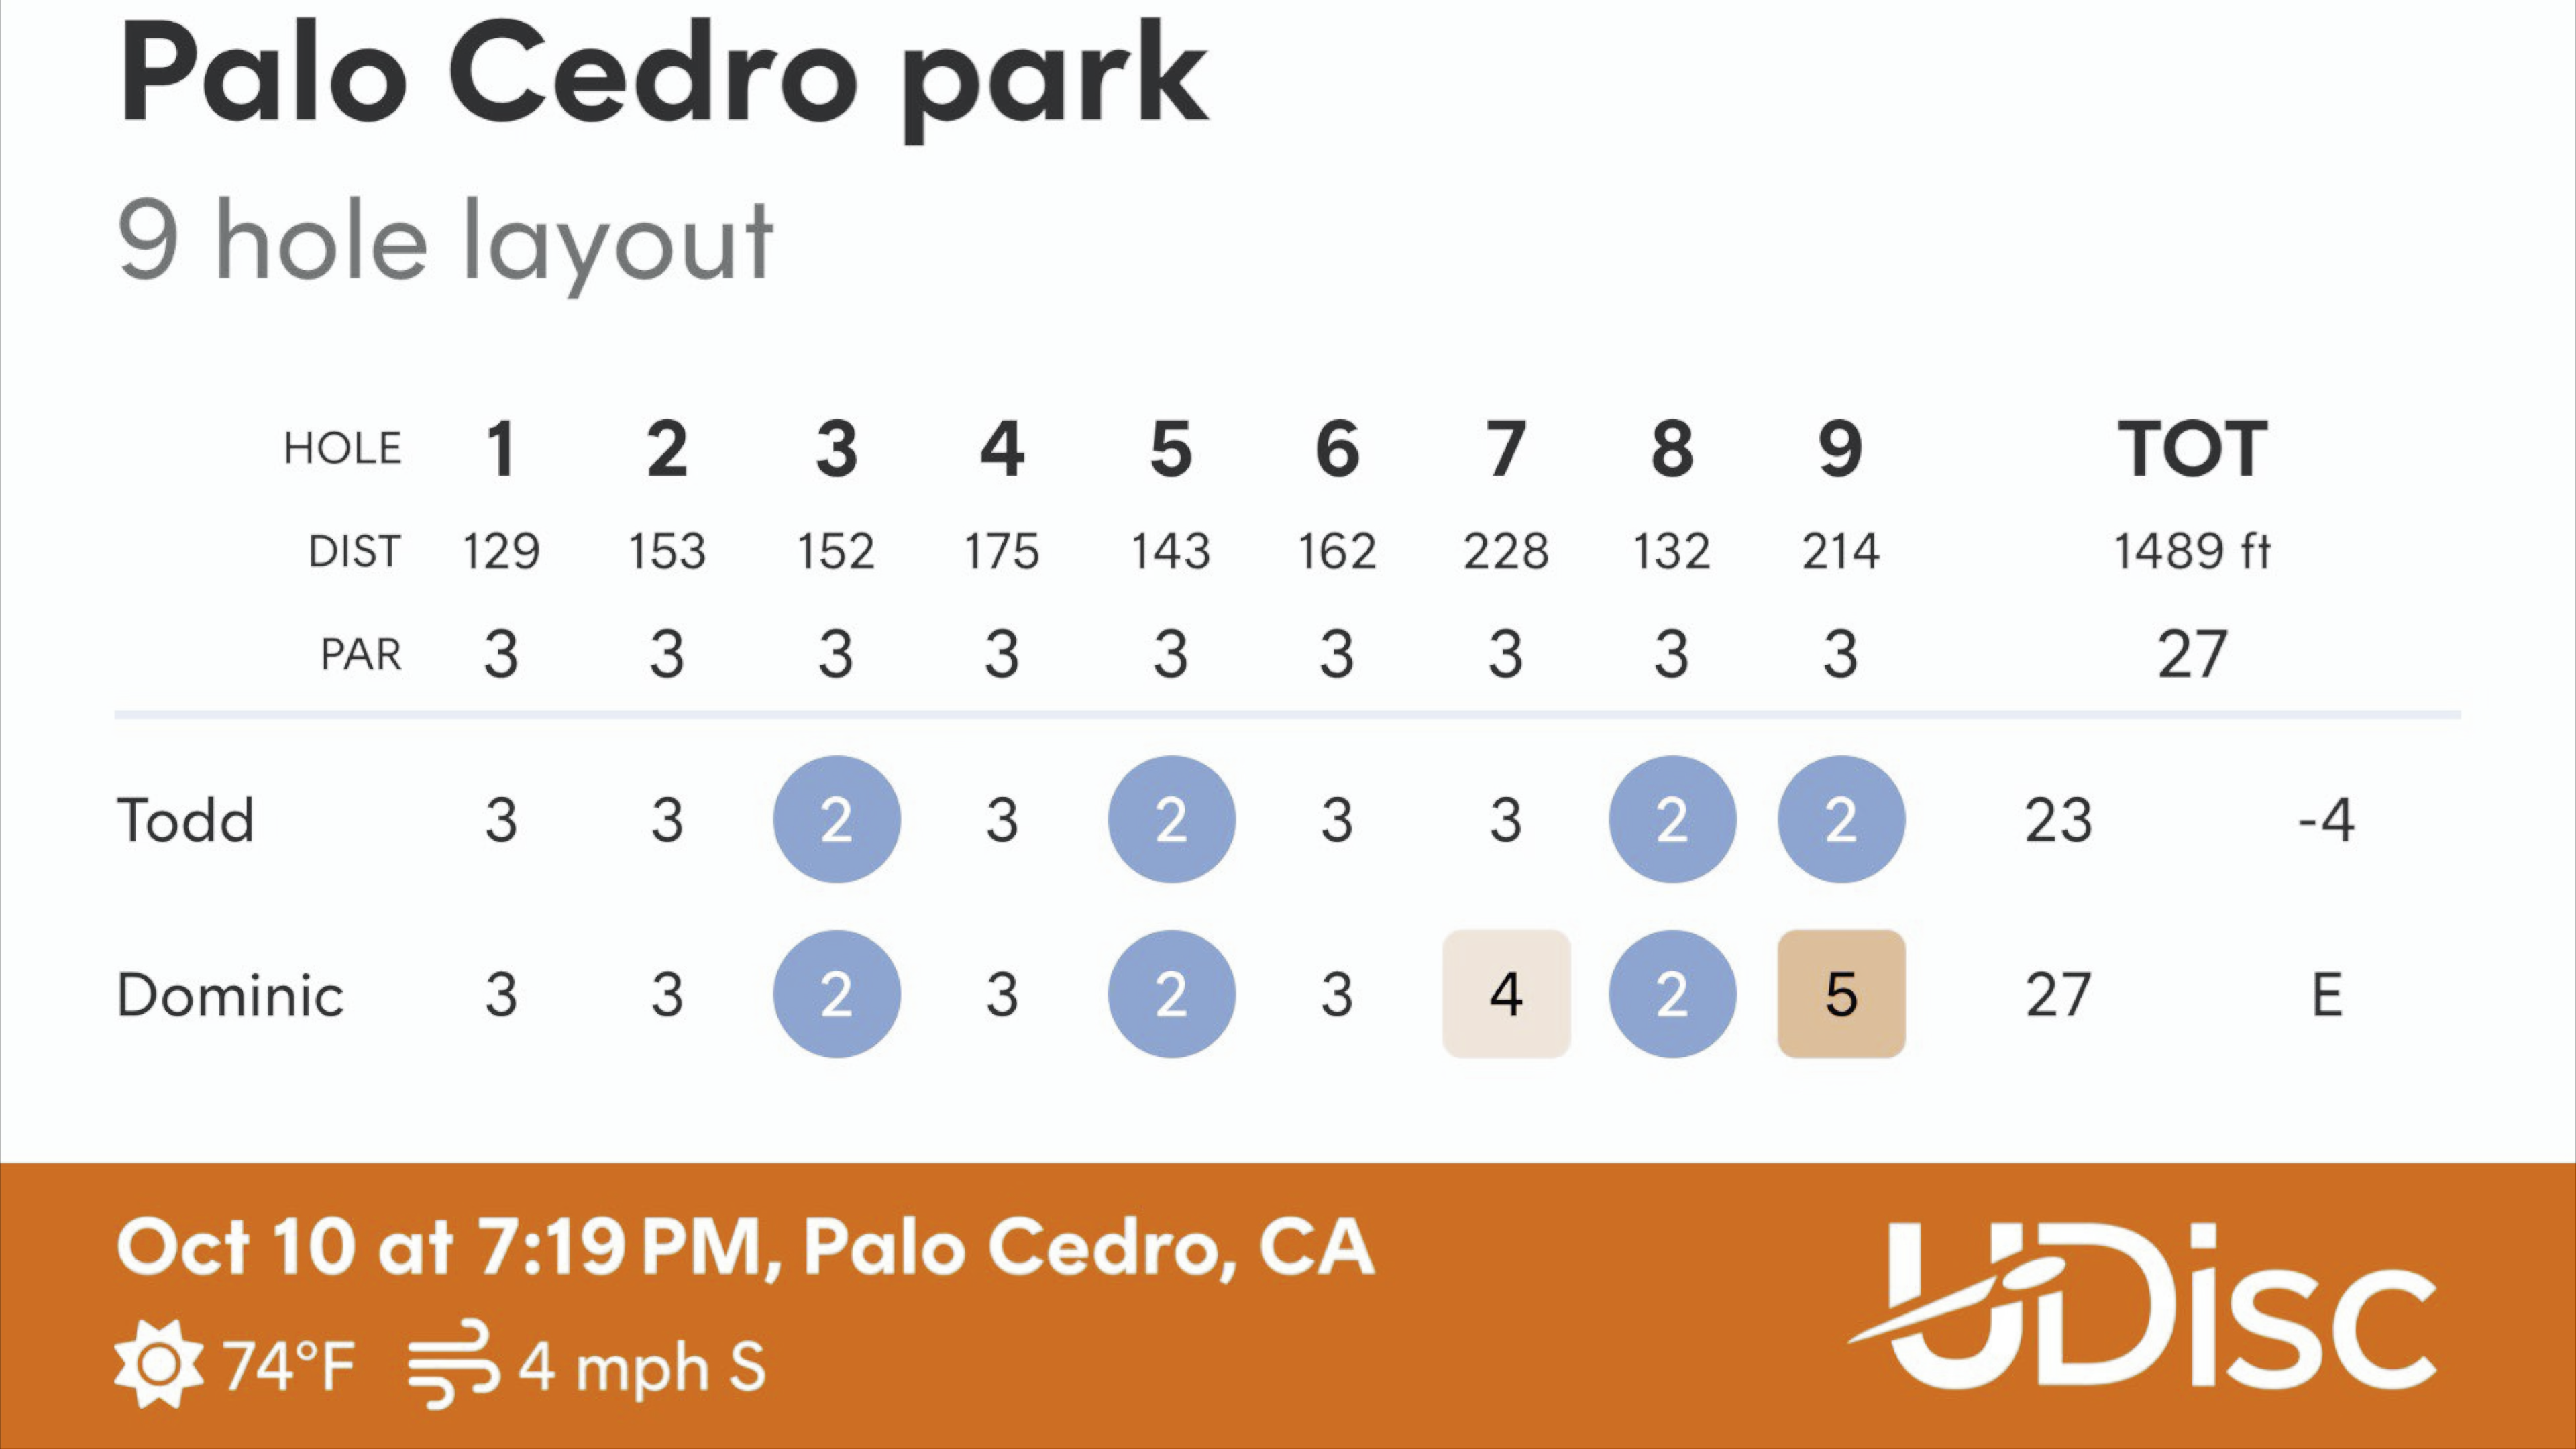 Palo Cedro park
9 hole layout
HOLE 1 2 3 4 5 6 7 8 9 TOT
DIST 129 153 152 175 143 162 228 132 214 1489 ft
PAR 3 3 3 3 3 3 3 3 3 27
Todd 3 3 2 3 2 3 3 2 2 23 -4
Dominic 3 3 2 3 2 3 4 2 5 27 E
Oct 10 at 7:19 PM, Palo Cedro, CA
74°F 4 mph S
UDisc